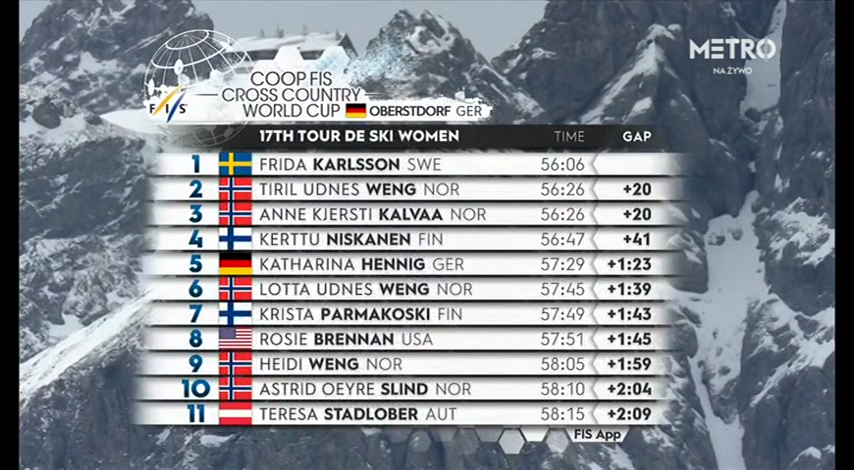 METRO
NA ŻYWO
FIS
COOP FIS
CROSS COUNTRY
WORLD CUP OBERSTDORF GER
17TH TOUR DE SKI WOMEN TIME GAP
1 FRIDA KARLSSON SWE 56:06
2 TIRIL UDNES WENG NOR 56:26 +20
3 ANNE KJERSTI KALVAA NOR 56:26 +20
4 KERTTU NISKANEN FIN 56:47 +41
5 KATHARINA HENNIG GER 57:29 +1:23
6 LOTTA UDNES WENG NOR 57:45 +1:39
7 KRISTA PARMAKOSKI FIN 57:49 +1:43
8 ROSIE BRENNAN USA 57:51 +1:45
9 HEIDI WENG NOR 58:05 +1:59
10 ASTRID OEYRE SLIND NOR 58:10 +2:04
11 TERESA STADLOBER AUT 58:15 +2:09
FIS App